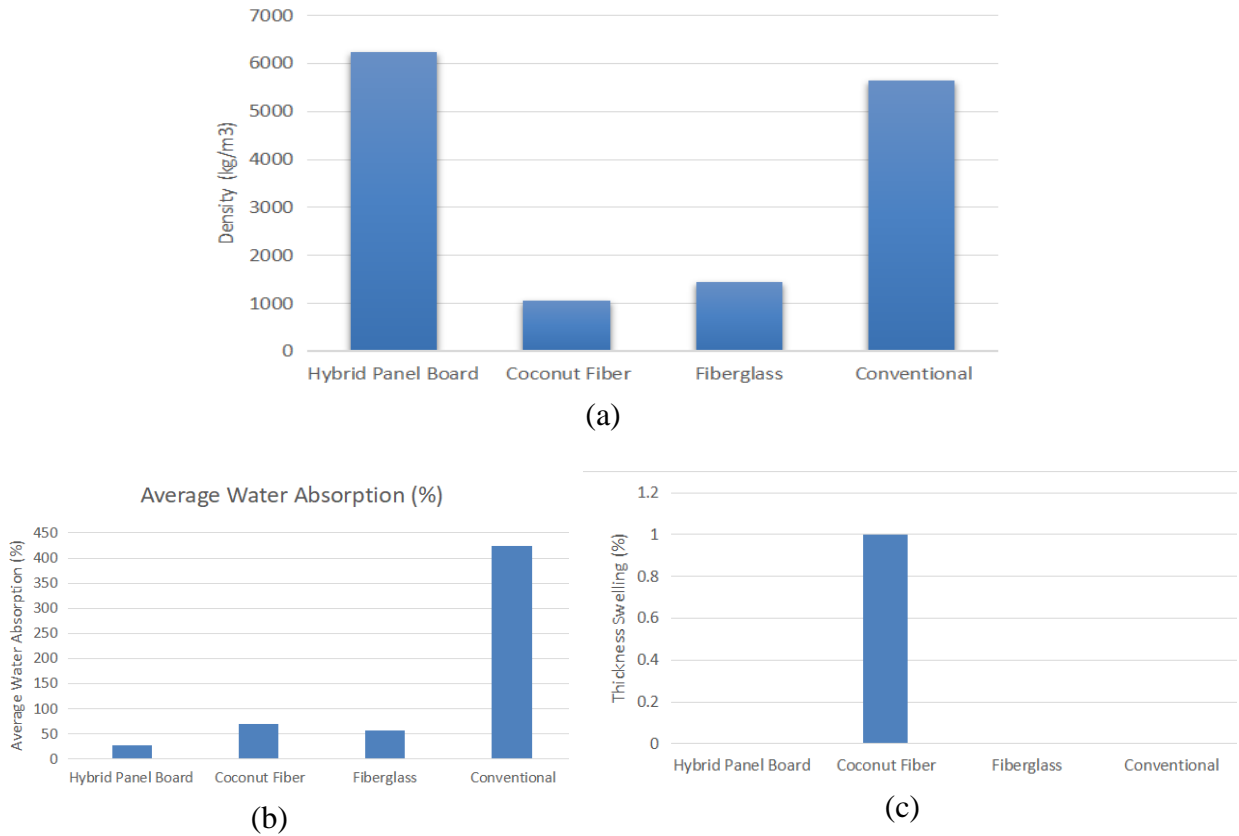 7000
6000
5000
4000
3000
2000
1000
0
Density (kg/m3)
Hybrid Panel Board Coconut Fiber Fiberglass Conventional
(a)
Average Water Absorption (%)
450
400
350
300
250
200
150
100
50
0
Average Water Absorption (%)
Hybrid Panel Board Coconut Fiber Fiberglass Conventional
(b)
1.2
1
0.8
0.6
0.4
0.2
0
Thickness Swelling (%)
Hybrid Panel Board Coconut Fiber Fiberglass Conventional
(c)